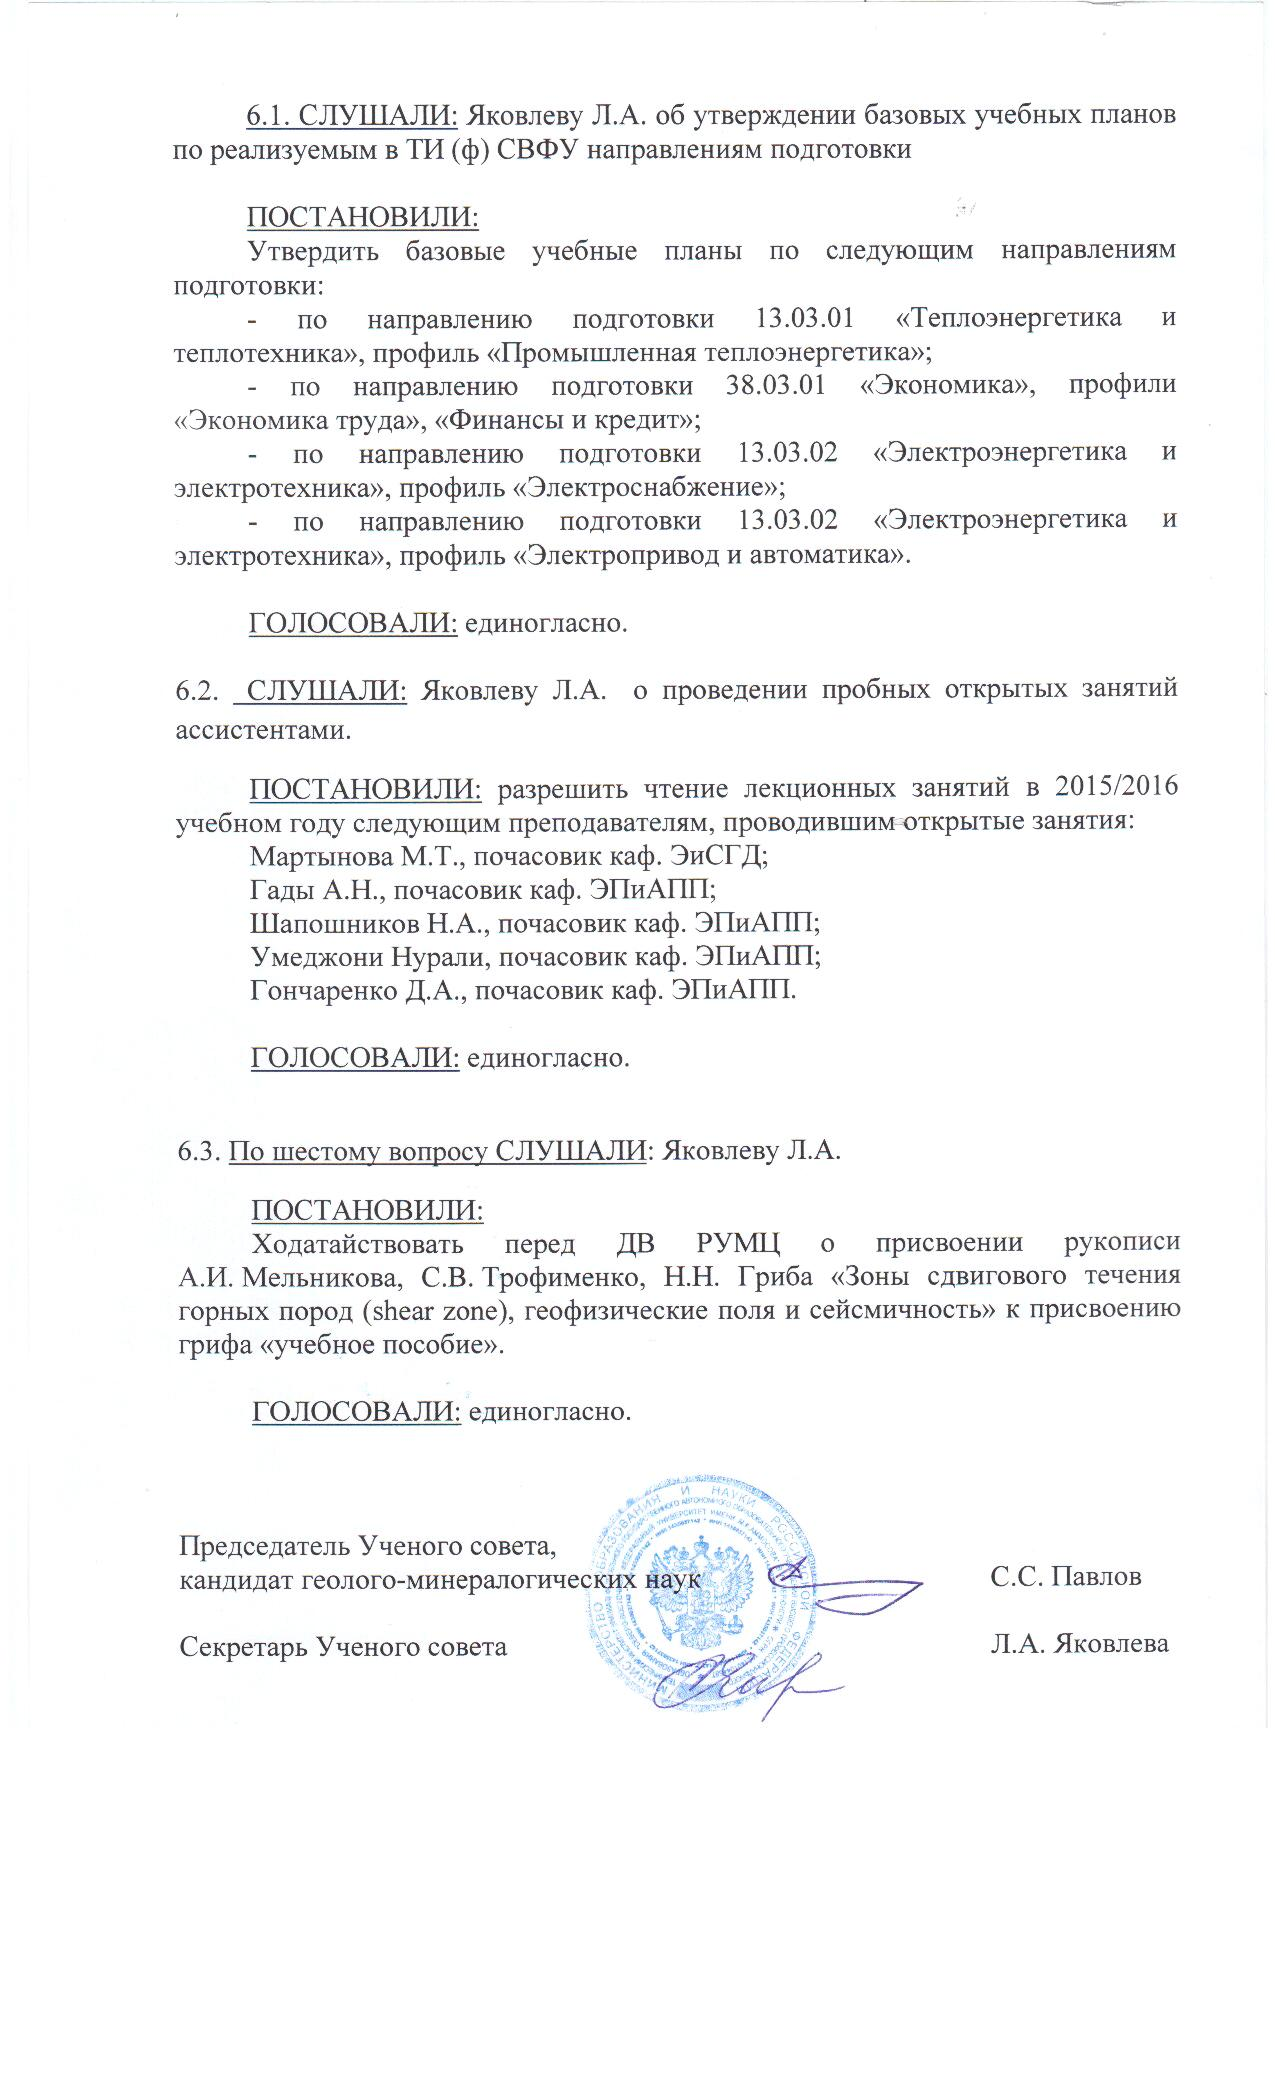 6.1. СЛУШАЛИ: Яковлеву Л.А. об утверждении базовых учебных планов
по реализуемым в ТИ (ф) СВФУ направлениям подготовки
ПОСТАНОВИЛИ:
Утвердить базовые учебные планы по следующим направлениям
подготовки:
- по направлению подготовки 13.03.01 «Теплоэнергетика и
теплотехника», профиль «Промышленная теплоэнергетика»;
- по направлению подготовки 38.03.01 «Экономика», профили
«Экономика труда», «Финансы и кредит»;
- по направлению подготовки 13.03.02 «Электроэнергетика и
электротехника», профиль «Электроснабжение»;
- по направлению подготовки 13.03.02 «Электроэнергетика и
электротехника», профиль «Электропривод и автоматика».
ГОЛОСОВАЛИ: единогласно.
6.2. СЛУШАЛИ: Яковлеву Л.А. о проведении пробных открытых занятий
ассистентами.
ПОСТАНОВИЛИ: разрешить чтение лекционных занятий в 2015/2016
учебном году следующим преподавателям, проводившим открытые занятия:
Мартынова М.Т., почасовик каф. ЭиСГД;
Гады А.Н., почасовик каф. ЭПиАПП;
Шапошников Н.А., почасовик каф. ЭПиАПП;
Умеджони Нурали, почасовик каф. ЭПиАПП;
Гончаренко Д.А., почасовик каф. ЭПиАПП.
ГОЛОСОВАЛИ: единогласно.
6.3. По шестому вопросу СЛУШАЛИ: Яковлеву Л.А.
ПОСТАНОВИЛИ:
Ходатайствовать перед ДВ РУМЦ о присвоении рукописи
А.И. Мельникова, С.В. Трофименко, Н.Н. Гриба «Зоны сдвигового течения
горных пород (shear zone), геофизические поля и сейсмичность» к присвоению
грифа «учебное пособие».
ГОЛОСОВАЛИ: единогласно.
Председатель Ученого совета,
кандидат геолого-минералогических наук С.С. Павлов
Секретарь Ученого совета Л.А. Яковлева